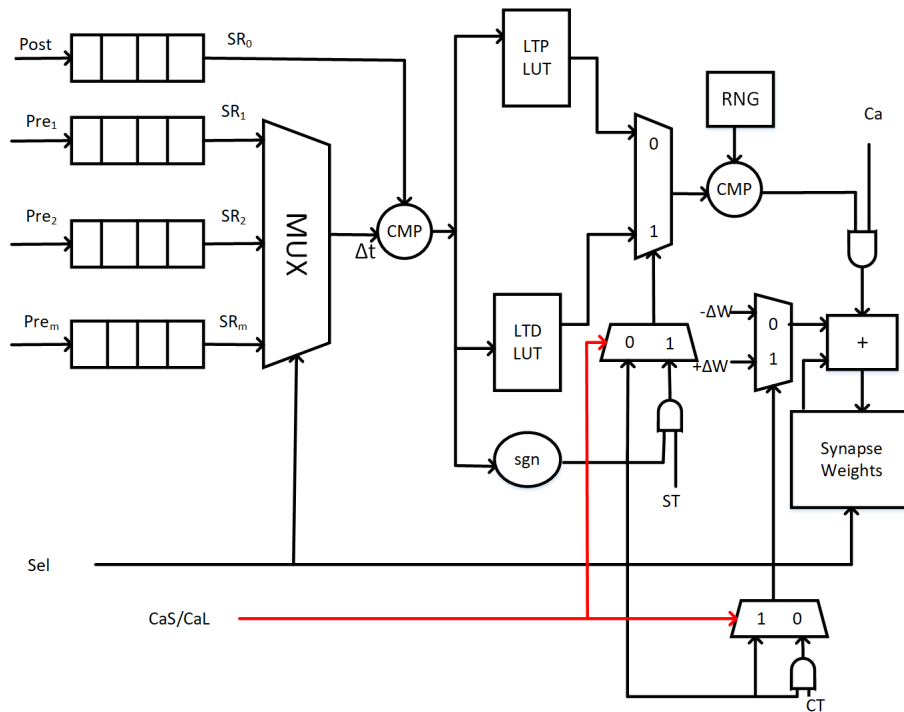 Post
SR₀
Pre₁
SR₁
Pre₂
SR₂
Preₘ
SRₘ
MUX
Δt
CMP
LTP
LUT
LTD
LUT
sgn
0
1
RNG
CMP
Ca
0 1
ST
-ΔW
+ΔW
0
1
+
Synapse
Weights
Sel
CaS/CaL
1 0
CT